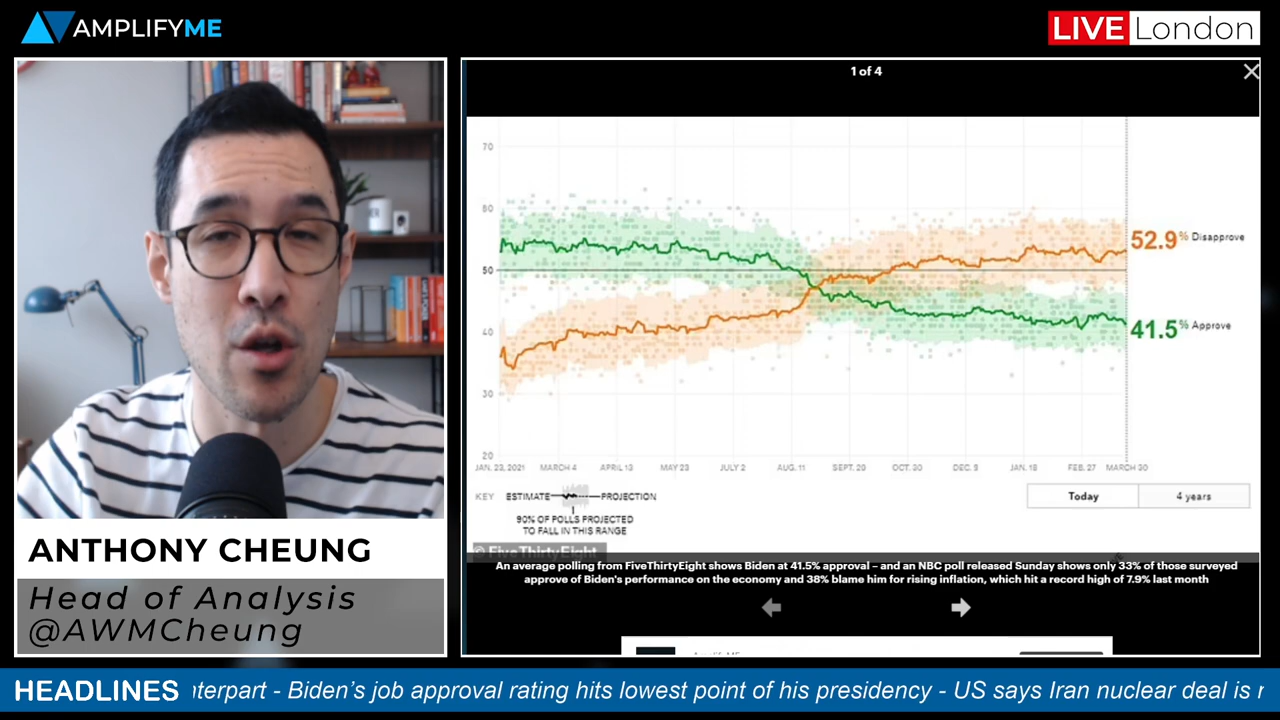 AMPLIFYME
LIVE London
1 of 4
70
60
50
40
30
20
52.9% Disapprove
41.5% Approve
JAN. 23, 2021 MARCH 4 APRIL 13 MAY 23 JULY 2 AUG. 11 SEPT. 20 OCT. 30 DEC. 9 JAN. 18 FEB. 27 MARCH 30
KEY ESTIMATE PROJECTION
90% OF POLLS PROJECTED
TO FALL IN THIS RANGE
Today 4 years
© FiveThirtyEight
An average polling from FiveThirtyEight shows Biden at 41.5% approval – and an NBC poll released Sunday shows only 33% of those surveyed
approve of Biden's performance on the economy and 38% blame him for rising inflation, which hit a record high of 7.9% last month
ANTHONY CHEUNG
Head of Analysis
@AWMCheung
HEADLINES nterpart - Biden's job approval rating hits lowest point of his presidency - US says Iran nuclear deal is